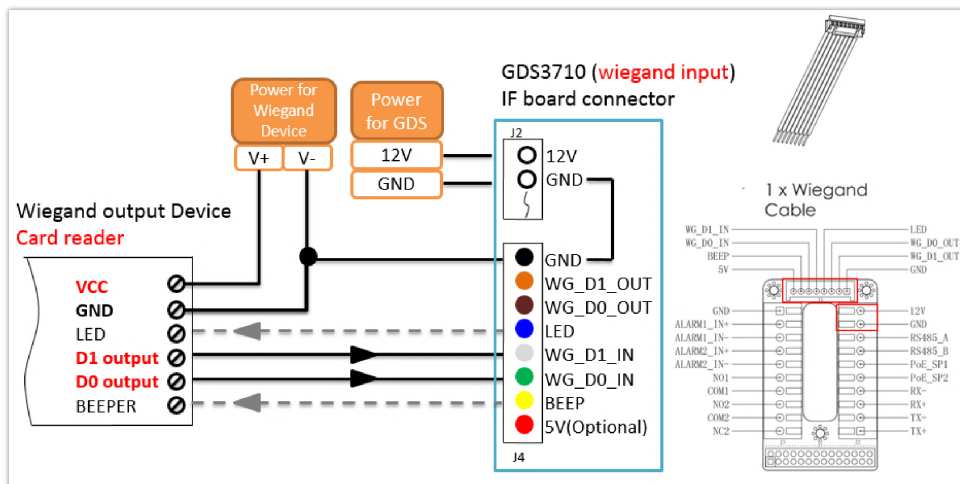 GDS3710 (wiegand input)
IF board connector
Power for
Wiegand
Device
V+
V-
Power
for GDS
12V
GND
J2
12V
GND
Wiegand output Device
Card reader
VCC
GND
LED
D1 output
D0 output
BEEPER
GND
WG_D1_OUT
WG_D0_OUT
LED
WG_D1_IN
WG_D0_IN
BEEP
5V(Optional)
J4
1 x Wiegand
Cable
WG_D1_IN
WG_D0_IN
BEEP
5V
LED
WG_D0_OUT
WG_D1_OUT
GND
GND
ALARM1_IN+
ALARM1_IN-
ALARM2_IN+
ALARM2_IN-
NO1
COM1
NO2
COM2
NC2
12V
GND
RS485_A
RS485_B
PoE_SP1
PoE_SP2
RX-
RX+
TX-
TX+
J3
J2